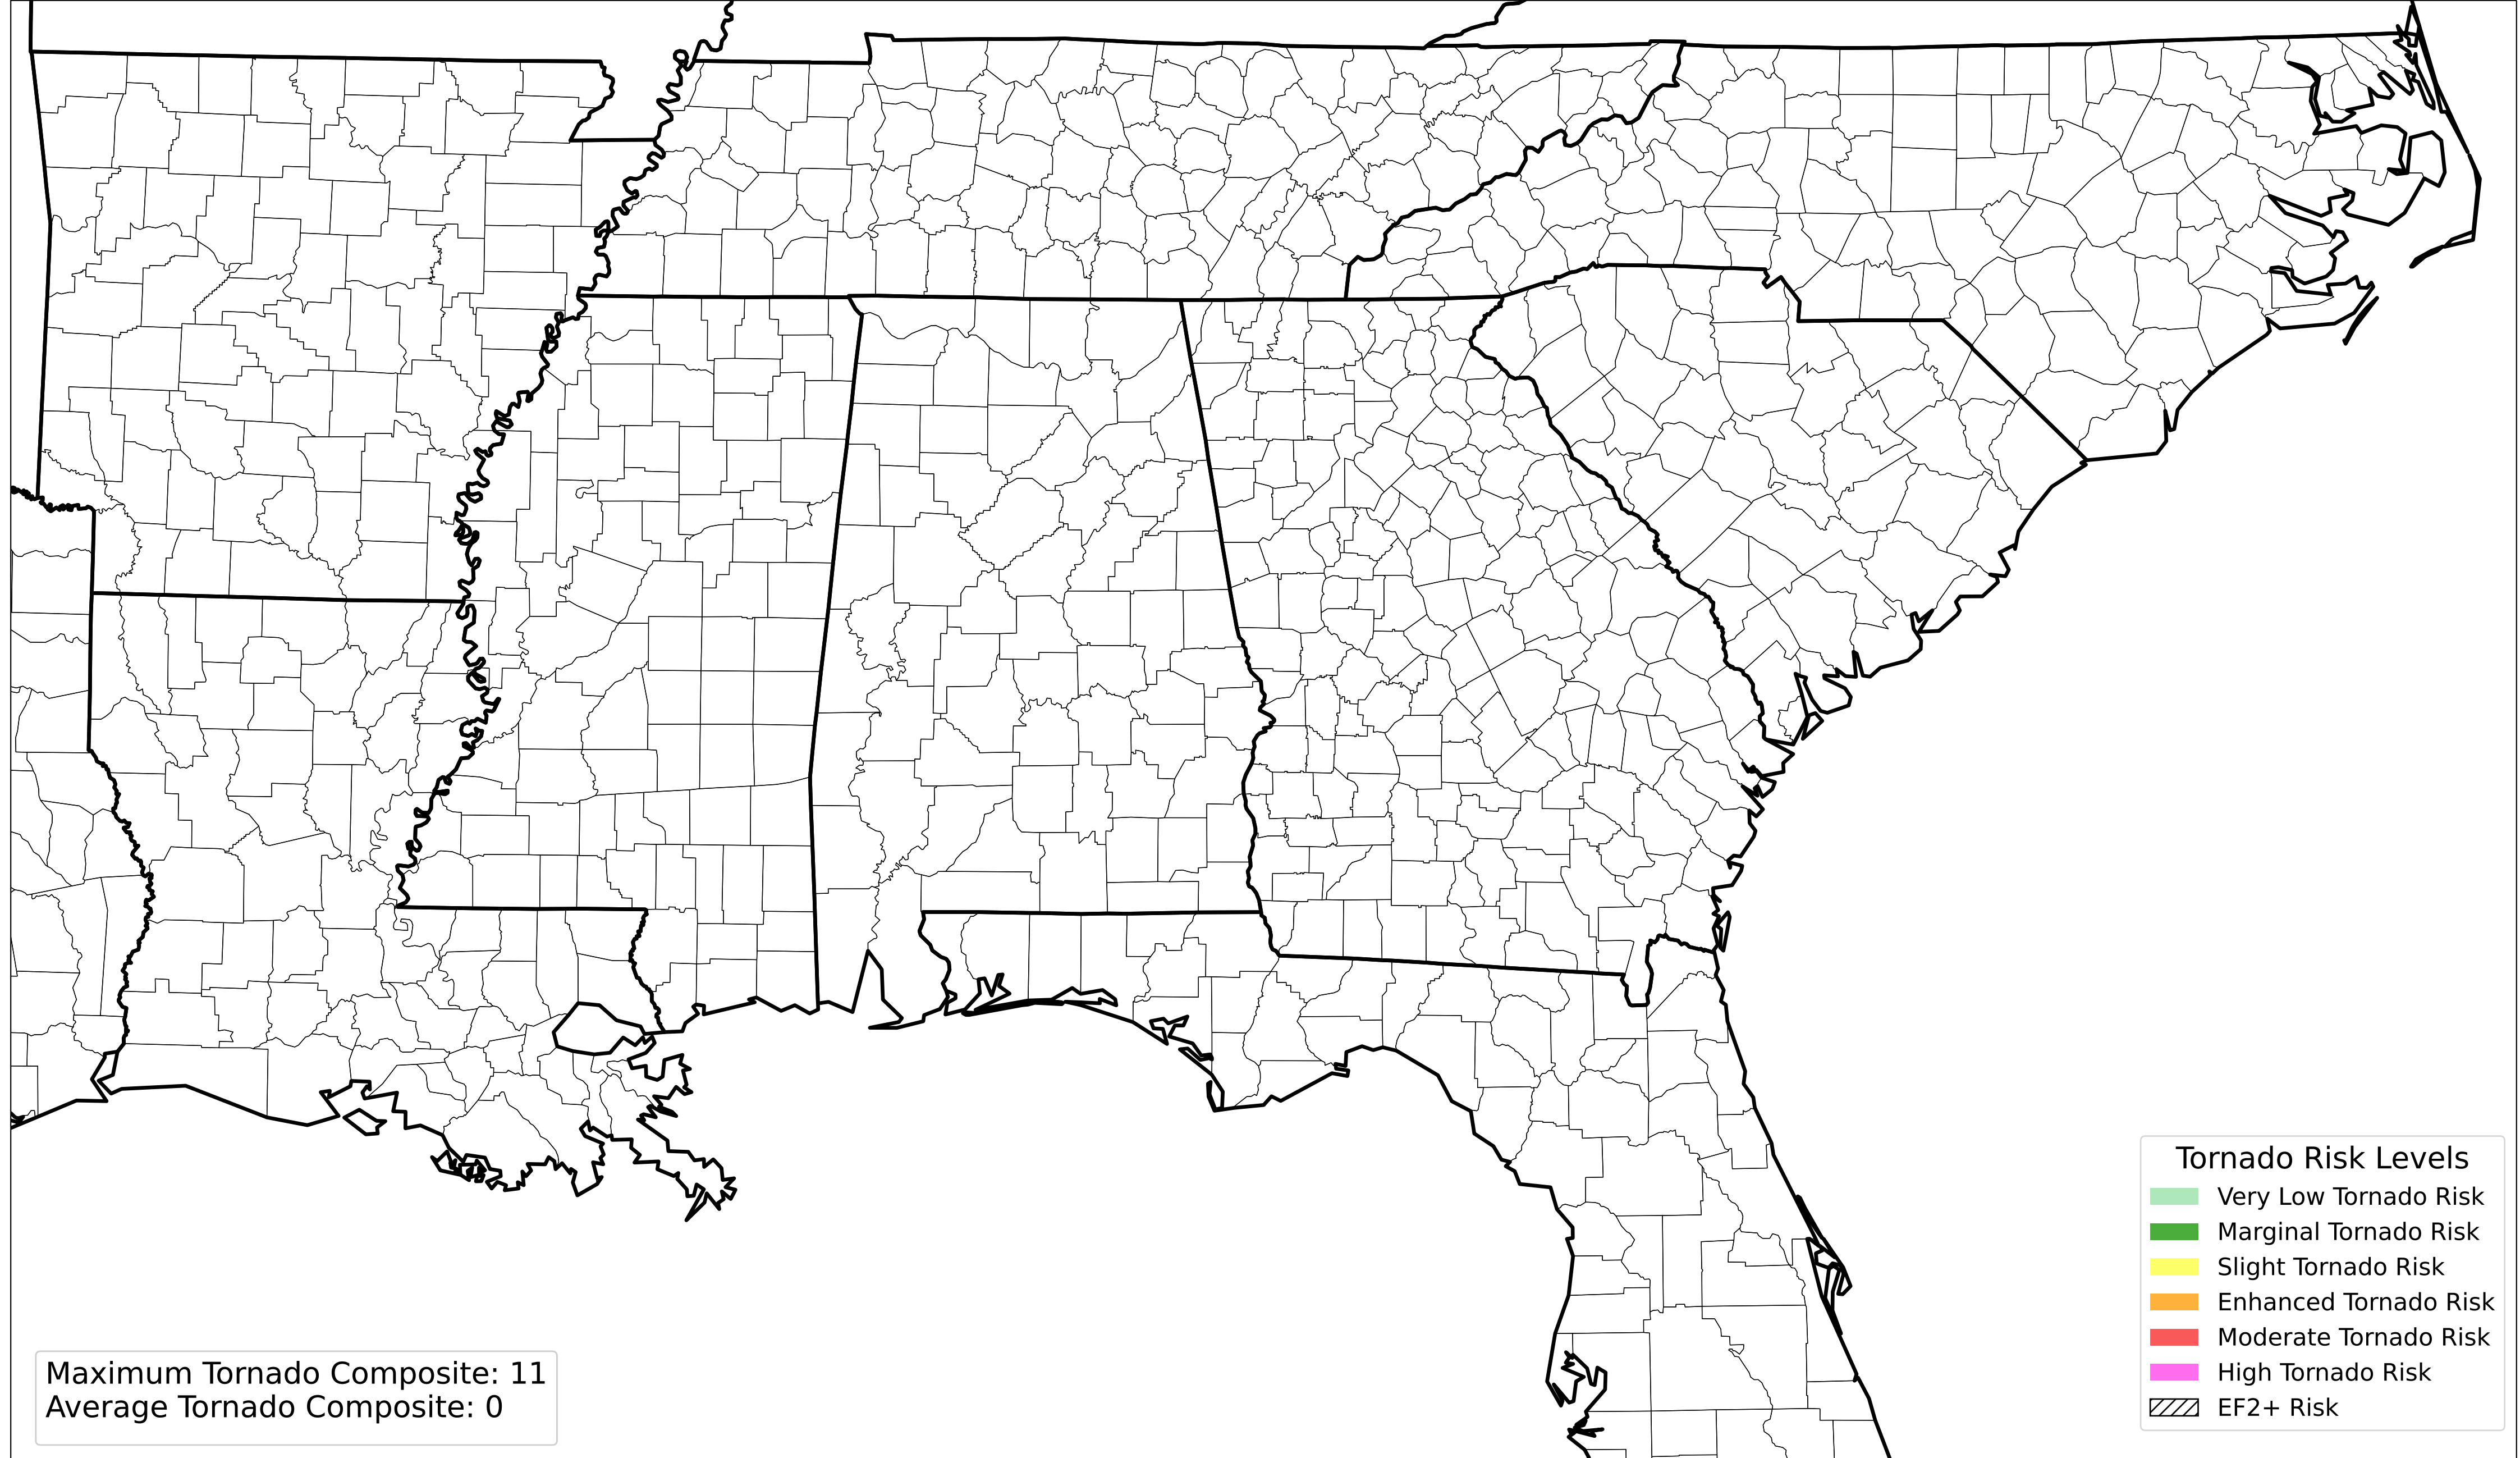 Tornado Risk Levels
Very Low Tornado Risk
Marginal Tornado Risk
Slight Tornado Risk
Enhanced Tornado Risk
Moderate Tornado Risk
High Tornado Risk
EF2+ Risk
Maximum Tornado Composite: 11
Average Tornado Composite: 0